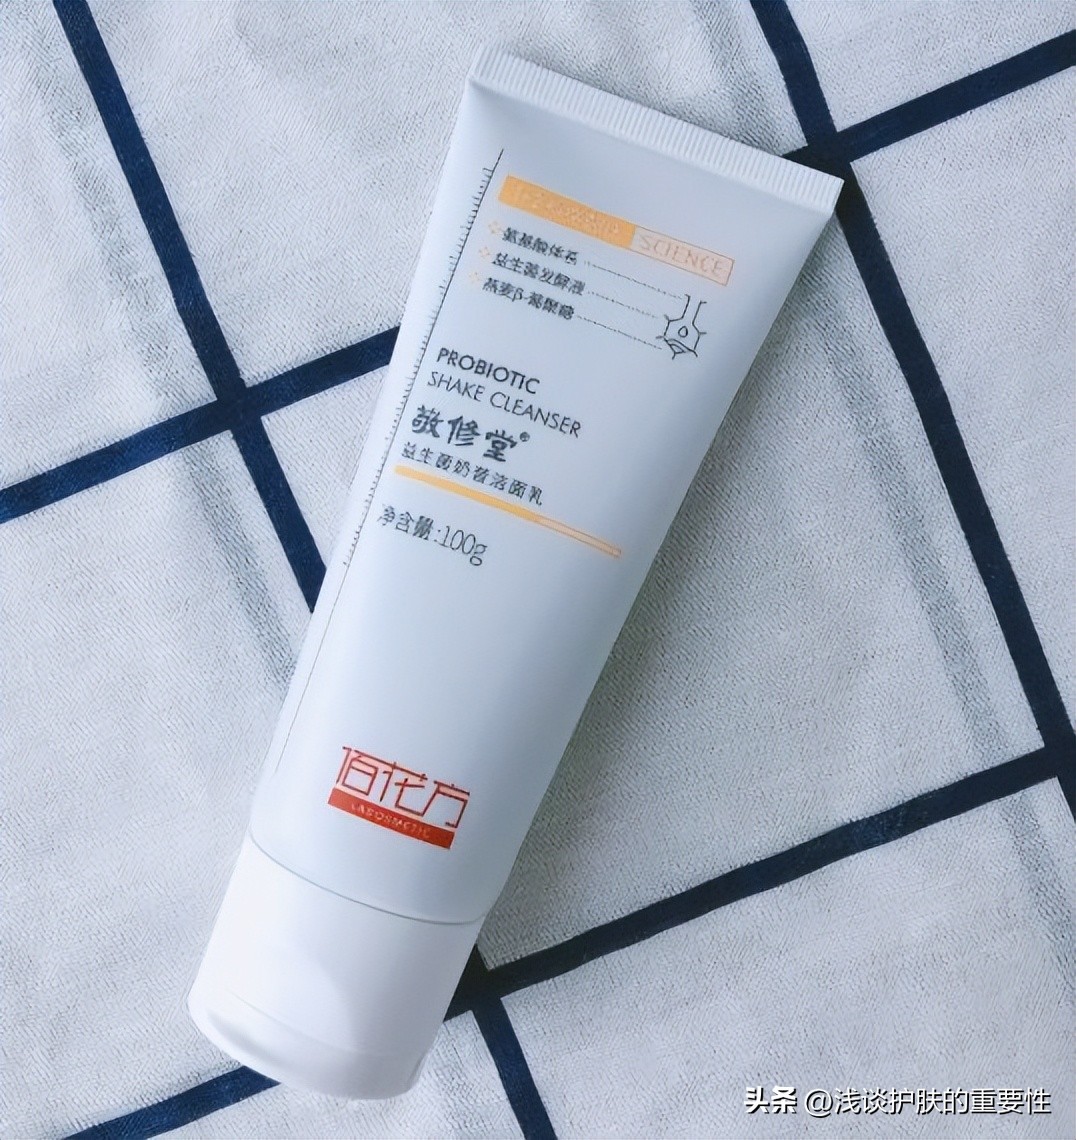 SCIENCE
氨基酸体系
益生菌发酵液
燕麦β-葡聚糖
PROBIOTIC
SHAKE CLEANSER
敬修堂®
益生菌奶昔洁面乳
净含量:100g
佰花方
LABOSMETIC
头条 @浅谈护肤的重要性